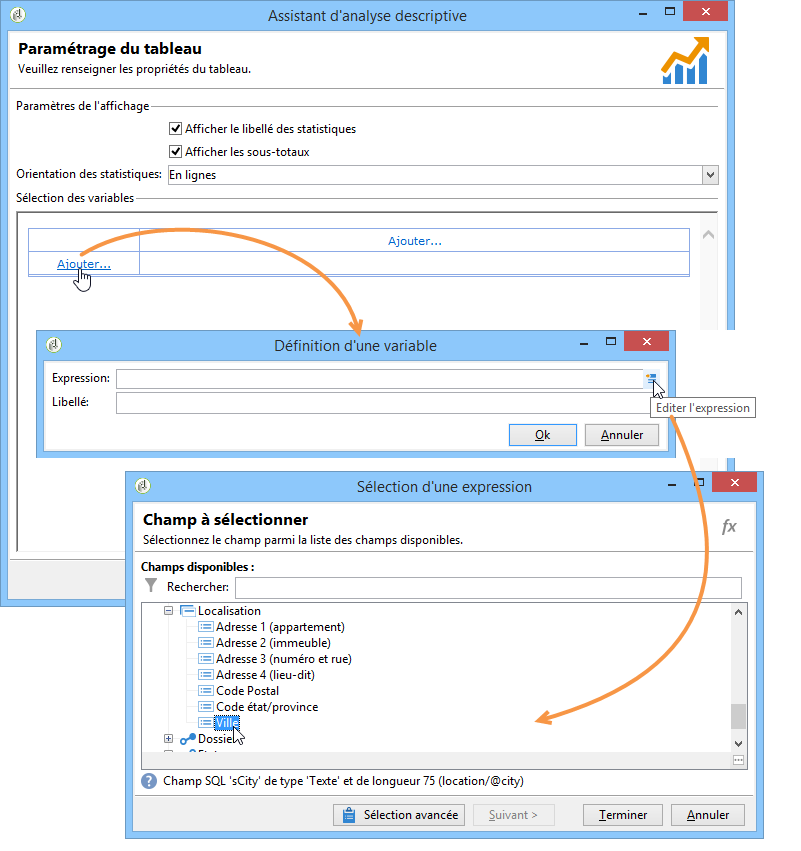 Assistant d'analyse descriptive
Paramétrage du tableau
Veuillez renseigner les propriétés du tableau.
Paramètres de l'affichage
Afficher le libellé des statistiques
Afficher les sous-totaux
Orientation des statistiques: En lignes
Sélection des variables
Ajouter...
Ajouter...
Définition d'une variable
Expression:
Libellé:
Editer l'expression
Ok Annuler
Sélection d'une expression
Champ à sélectionner
Sélectionnez le champ parmi la liste des champs disponibles.
fx
Champs disponibles :
Rechercher:
Localisation
Adresse 1 (appartement)
Adresse 2 (immeuble)
Adresse 3 (numéro et rue)
Adresse 4 (lieu-dit)
Code Postal
Code état/province
Ville
Champ SQL 'sCity' de type 'Texte' et de longueur 75 (location/@city)
Sélection avancée Suivant > Terminer Annuler